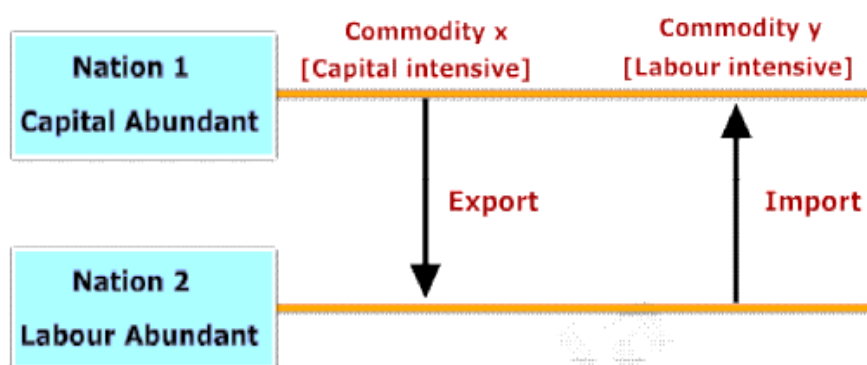 Commodity x
[Capital intensive]
Commodity y
[Labour intensive]
Nation 1
Capital Abundant
Export
Import
Nation 2
Labour Abundant